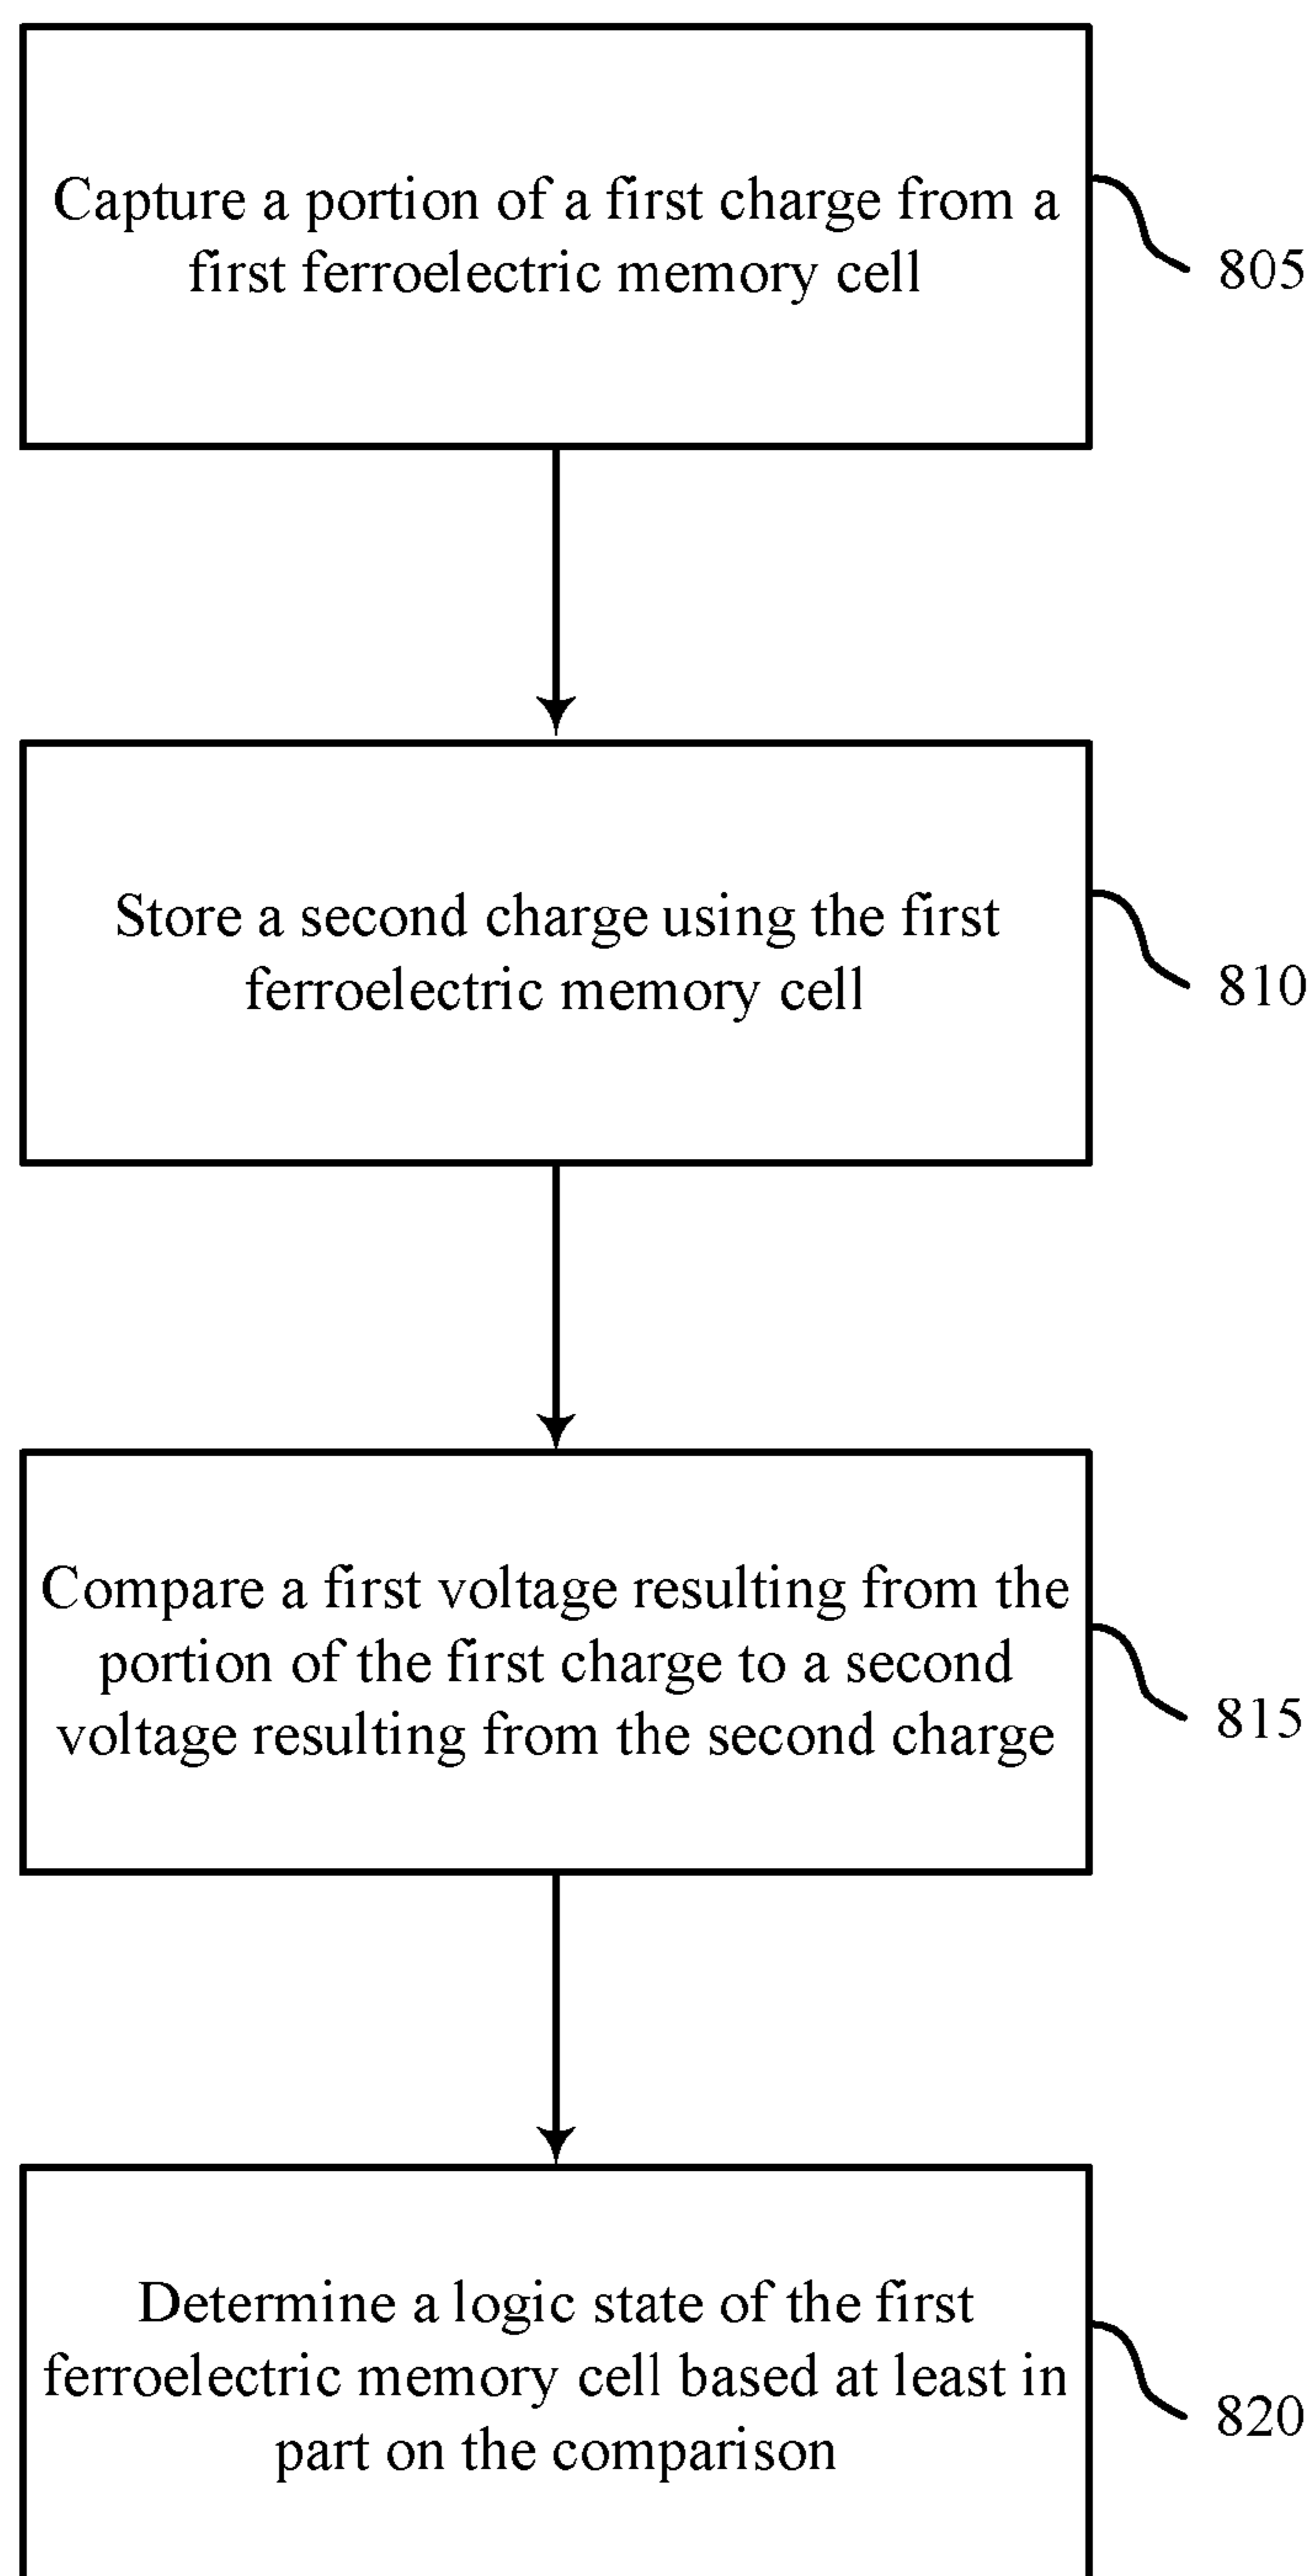 Capture a portion of a first charge from a
first ferroelectric memory cell
805
Store a second charge using the first
ferroelectric memory cell
810
Compare a first voltage resulting from the
portion of the first charge to a second
voltage resulting from the second charge
815
Determine a logic state of the first
ferroelectric memory cell based at least in
part on the comparison
820